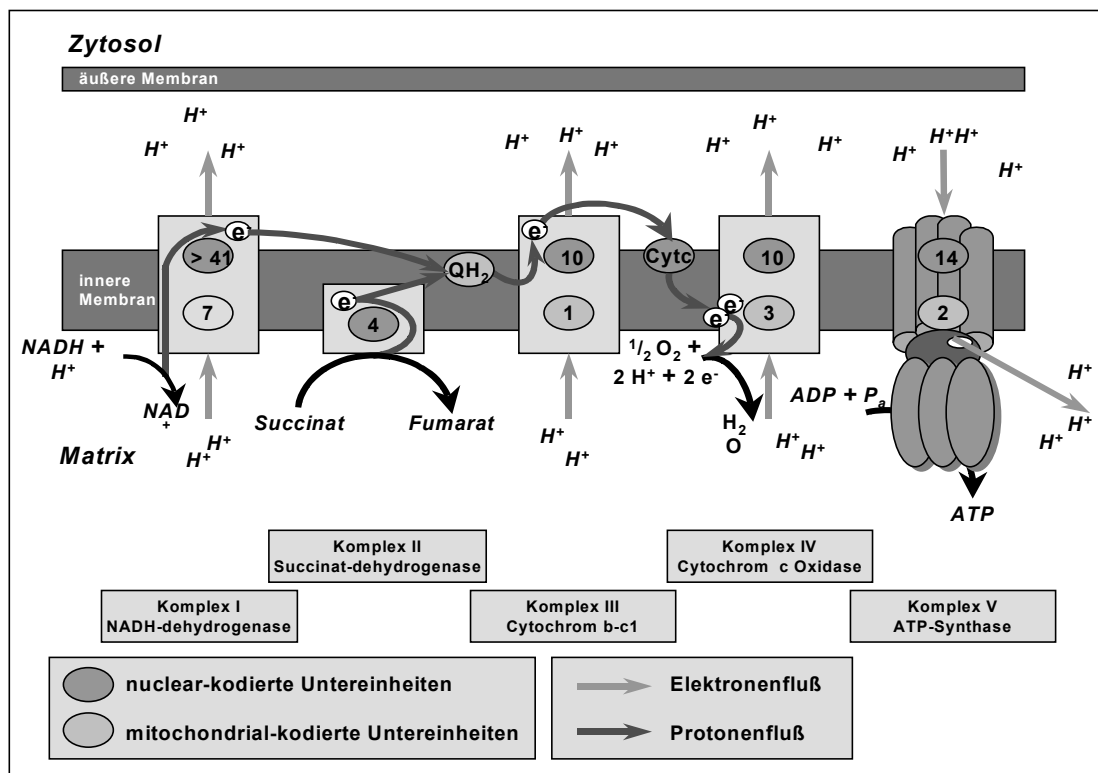 Zytosol
äußere Membran
H⁺
H⁺
H⁺
H⁺
H⁺
H⁺
H⁺
H⁺
H⁺
H⁺
H⁺H⁺
H⁺
H⁺
e⁻
> 41
7
innere
Membran
e⁻
4
QH₂
e⁻
10
1
Cytc
e⁻
e⁻
10
3
14
2
NADH +
H⁺
NAD
+
H⁺
H⁺
Succinat
Fumarat
H⁺
H⁺
¹/₂ O₂ +
2 H⁺ + 2 e⁻
H₂
O
H⁺
H⁺
ADP + Pₐ
H⁺
H⁺
H⁺
ATP
Matrix
Komplex II
Succinat-dehydrogenase
Komplex IV
Cytochrom c Oxidase
Komplex I
NADH-dehydrogenase
Komplex III
Cytochrom b-c1
Komplex V
ATP-Synthase
nuclear-kodierte Untereinheiten
mitochondrial-kodierte Untereinheiten
Elektronenfluß
Protonenfluß